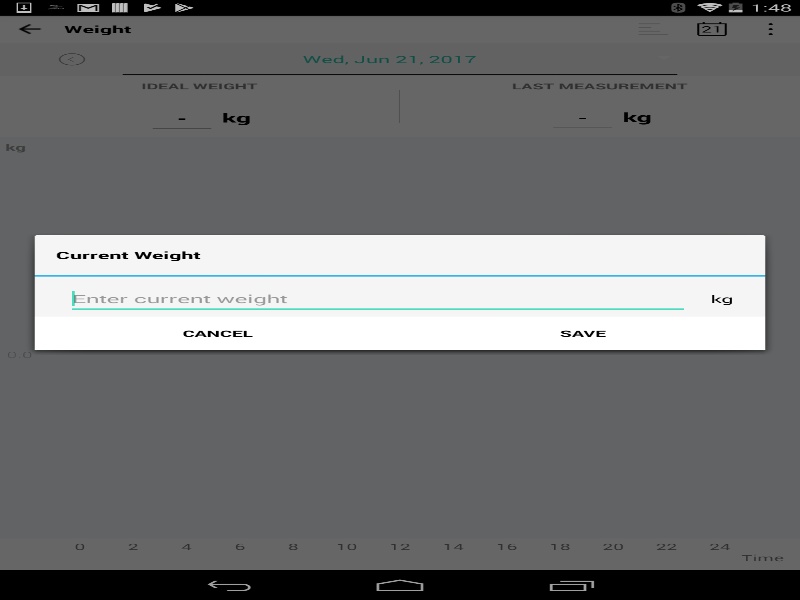 1:48
Weight
21
Wed, Jun 21, 2017
IDEAL WEIGHT
LAST MEASUREMENT
- kg
- kg
kg
Current Weight
Enter current weight
kg
CANCEL
SAVE
0.0
0 2 4 6 8 10 12 14 16 18 20 22 24
Time